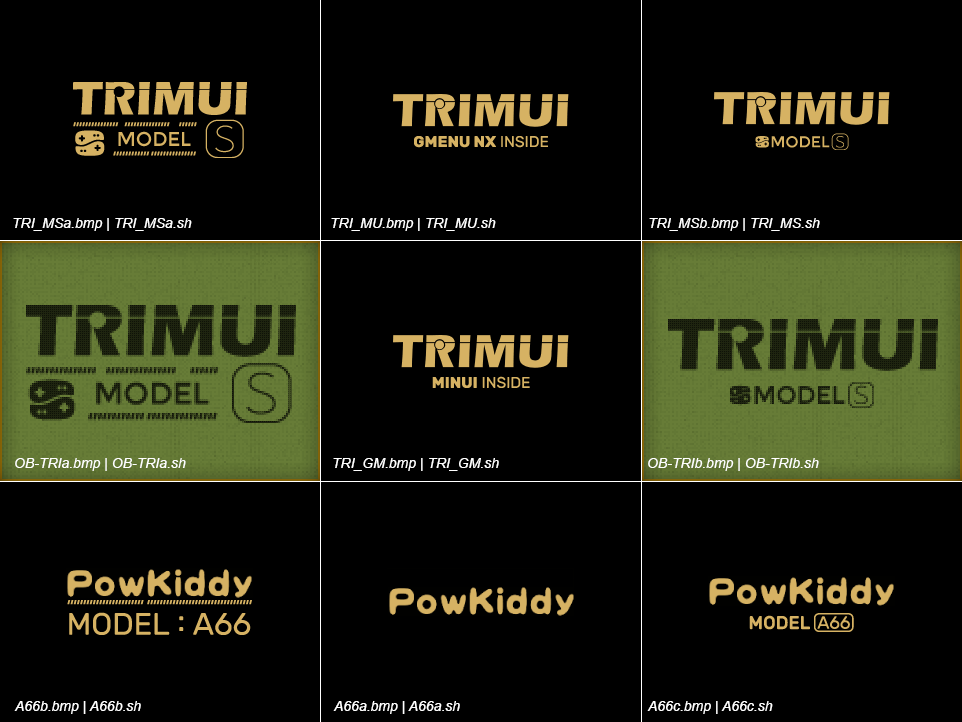 TRIMUI
MODEL S
TRI_MSa.bmp | TRI_MSa.sh
TRIMUI
GMENU NX INSIDE
TRI_MU.bmp | TRI_MU.sh
TRIMUI
MODEL S
TRI_MSb.bmp | TRI_MS.sh
TRIMUI
MODEL S
OB-TRIa.bmp | OB-TRIa.sh
TRIMUI
MINUI INSIDE
TRI_GM.bmp | TRI_GM.sh
TRIMUI
MODEL S
OB-TRIb.bmp | OB-TRIb.sh
PowKiddy
MODEL : A66
A66b.bmp | A66b.sh
PowKiddy
A66a.bmp | A66a.sh
PowKiddy
MODEL A66
A66c.bmp | A66c.sh